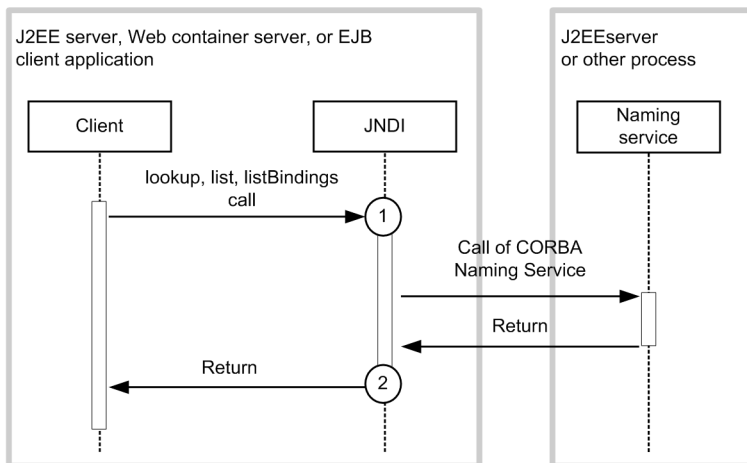 J2EE server, Web container server, or EJB
client application
J2EEserver
or other process
Client
JNDI
Naming
service
lookup, list, listBindings
call
1
Call of CORBA
Naming Service
Return
Return
2